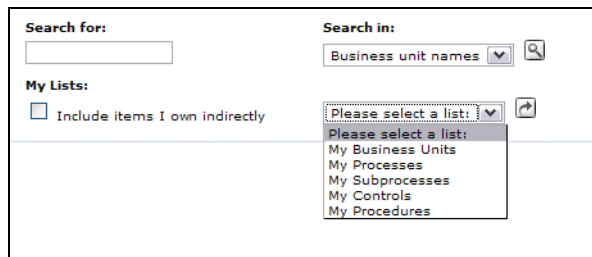 Search for:
Search in:
Business unit names
My Lists:
Include items I own indirectly
Please select a list:
Please select a list:
My Business Units
My Processes
My Subprocesses
My Controls
My Procedures